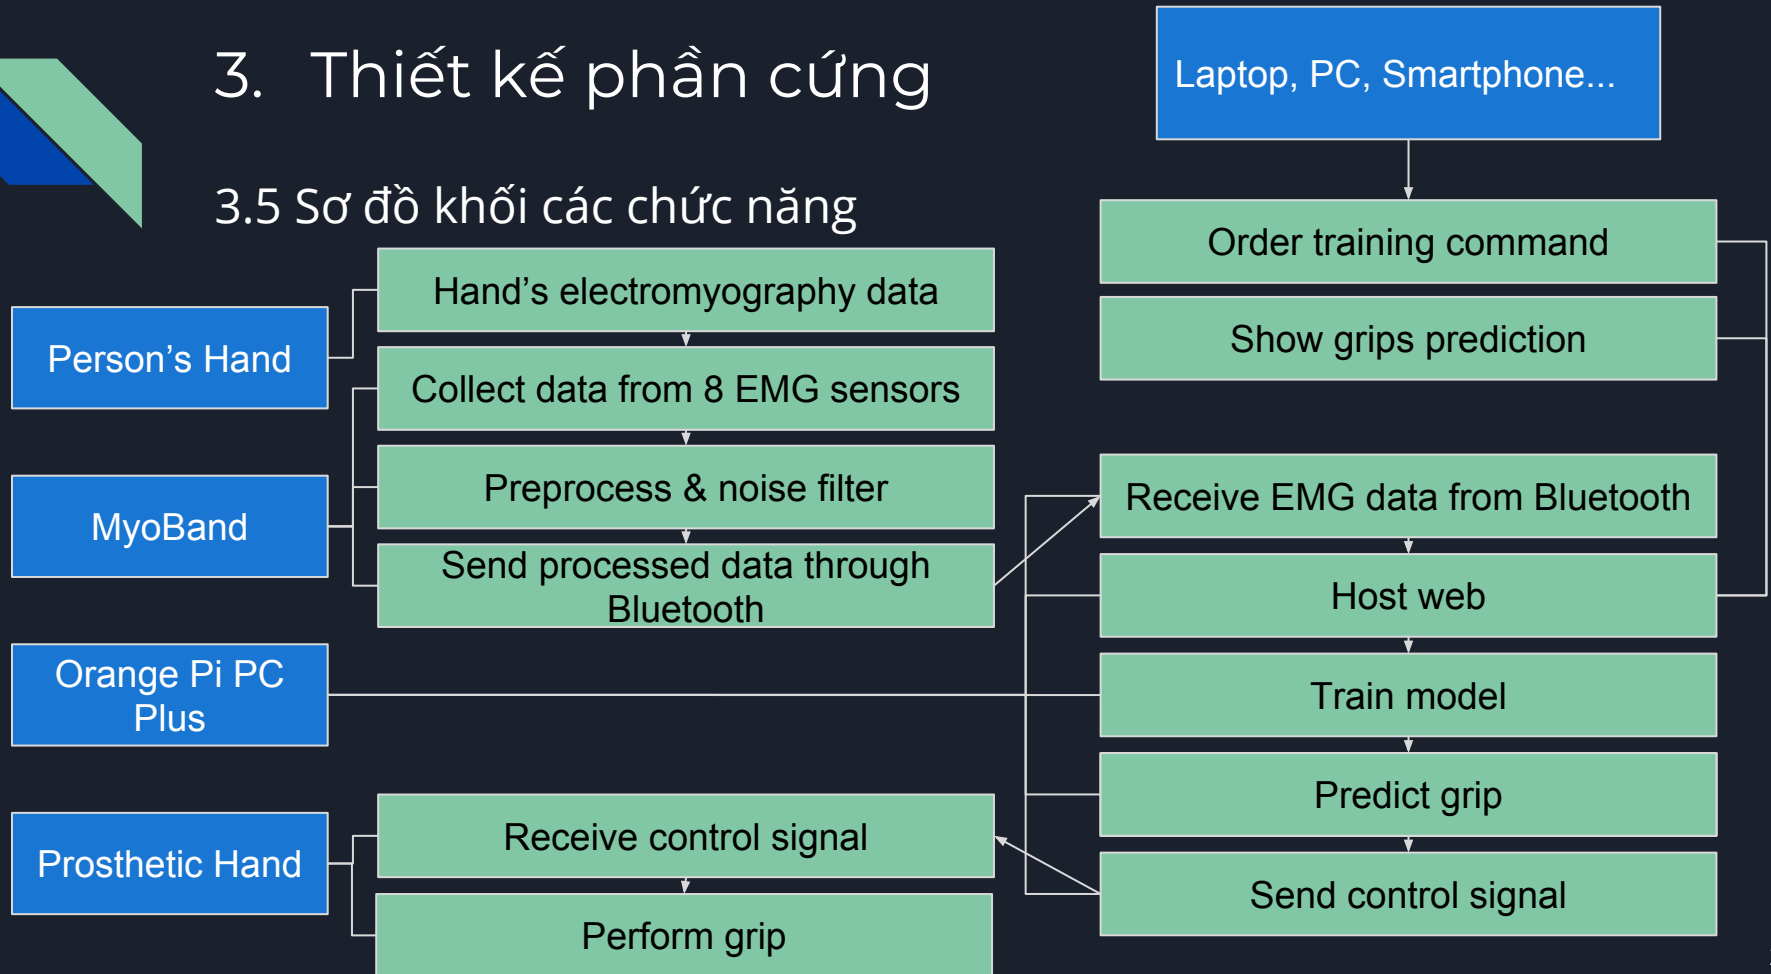 3. Thiết kế phần cứng
3.5 Sơ đồ khối các chức năng
Person’s Hand
MyoBand
Orange Pi PC
Plus
Prosthetic Hand
Hand’s electromyography data
Collect data from 8 EMG sensors
Preprocess & noise filter
Send processed data through
Bluetooth
Receive control signal
Perform grip
Laptop, PC, Smartphone...
Order training command
Show grips prediction
Receive EMG data from Bluetooth
Host web
Train model
Predict grip
Send control signal